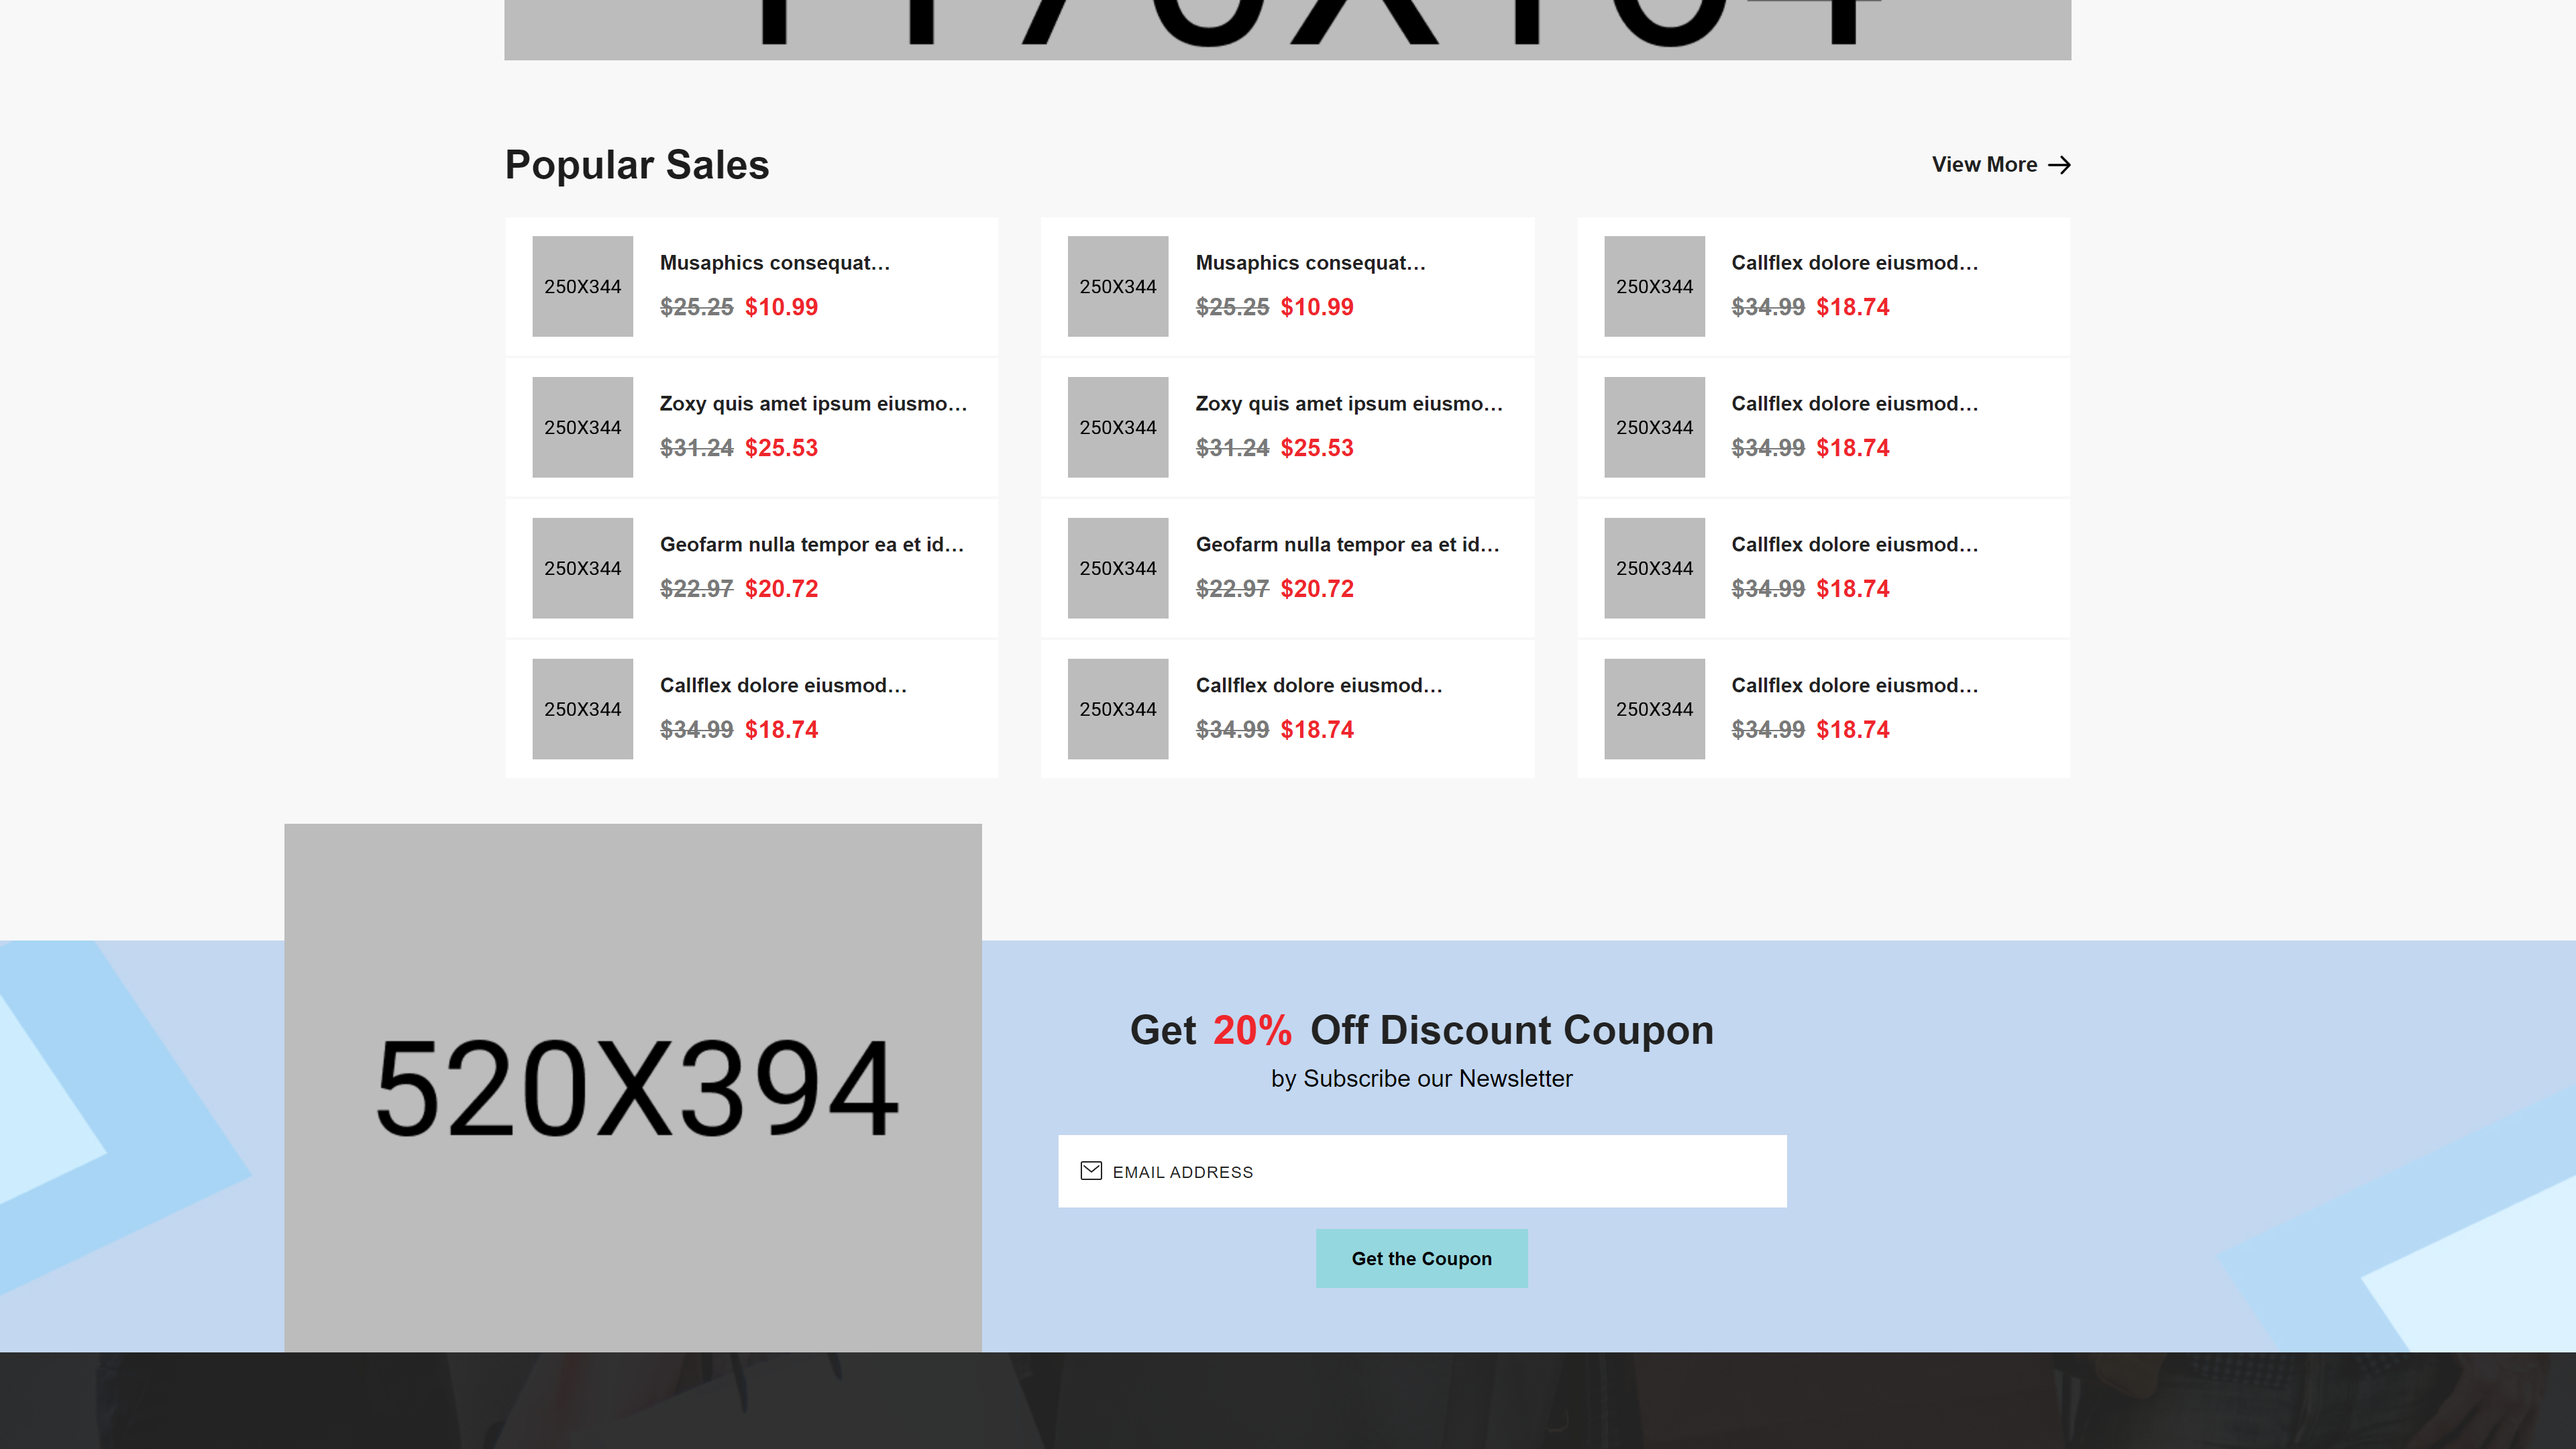 Popular Sales
View More
250X344
Musaphics consequat...
$25.25 $10.99
250X344
Zoxy quis amet ipsum eiusmo...
$31.24 $25.53
250X344
Geofarm nulla tempor ea et id...
$22.97 $20.72
250X344
Callflex dolore eiusmod...
$34.99 $18.74
250X344
Musaphics consequat...
$25.25 $10.99
250X344
Zoxy quis amet ipsum eiusmo...
$31.24 $25.53
250X344
Geofarm nulla tempor ea et id...
$22.97 $20.72
250X344
Callflex dolore eiusmod...
$34.99 $18.74
250X344
Callflex dolore eiusmod...
$34.99 $18.74
250X344
Callflex dolore eiusmod...
$34.99 $18.74
250X344
Callflex dolore eiusmod...
$34.99 $18.74
250X344
Callflex dolore eiusmod...
$34.99 $18.74
520X394
Get 20% Off Discount Coupon
by Subscribe our Newsletter
EMAIL ADDRESS
Get the Coupon